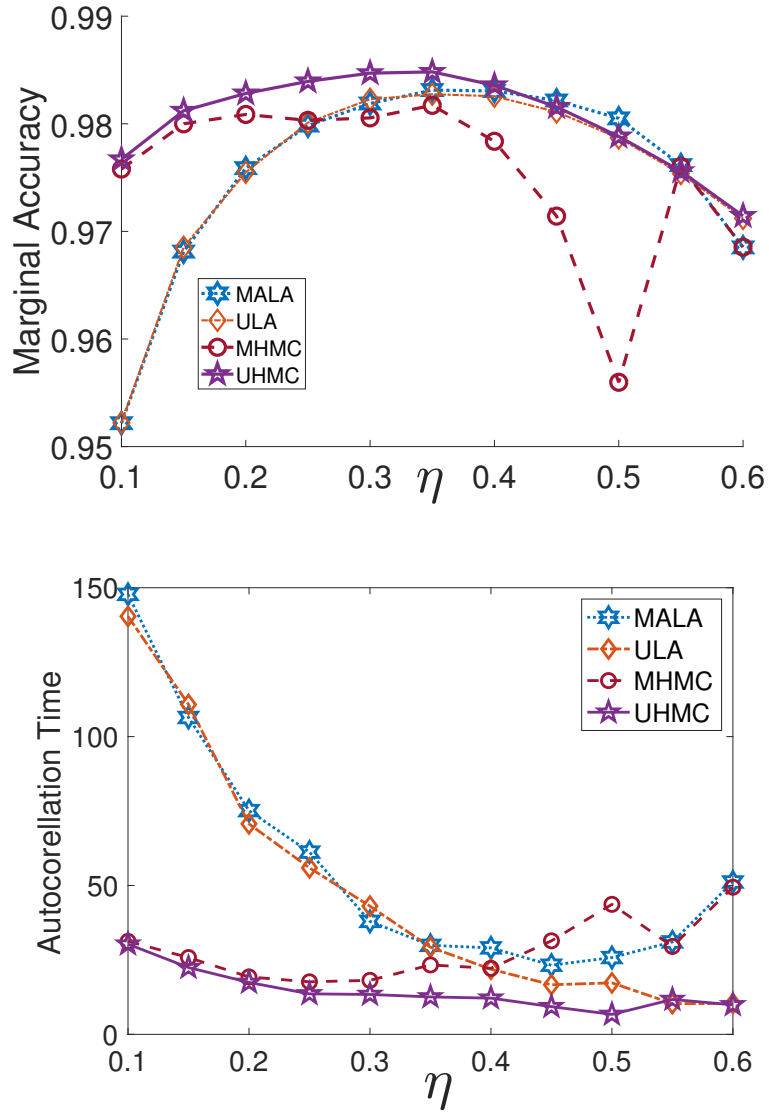 0.99
0.98
0.97
0.96
0.95
Marginal Accuracy
MALA
ULA
MHMC
UHMC
0.1 0.2 0.3 0.4 0.5 0.6
η
150
100
50
0
Autocorellation Time
MALA
ULA
MHMC
UHMC
0.1 0.2 0.3 0.4 0.5 0.6
η